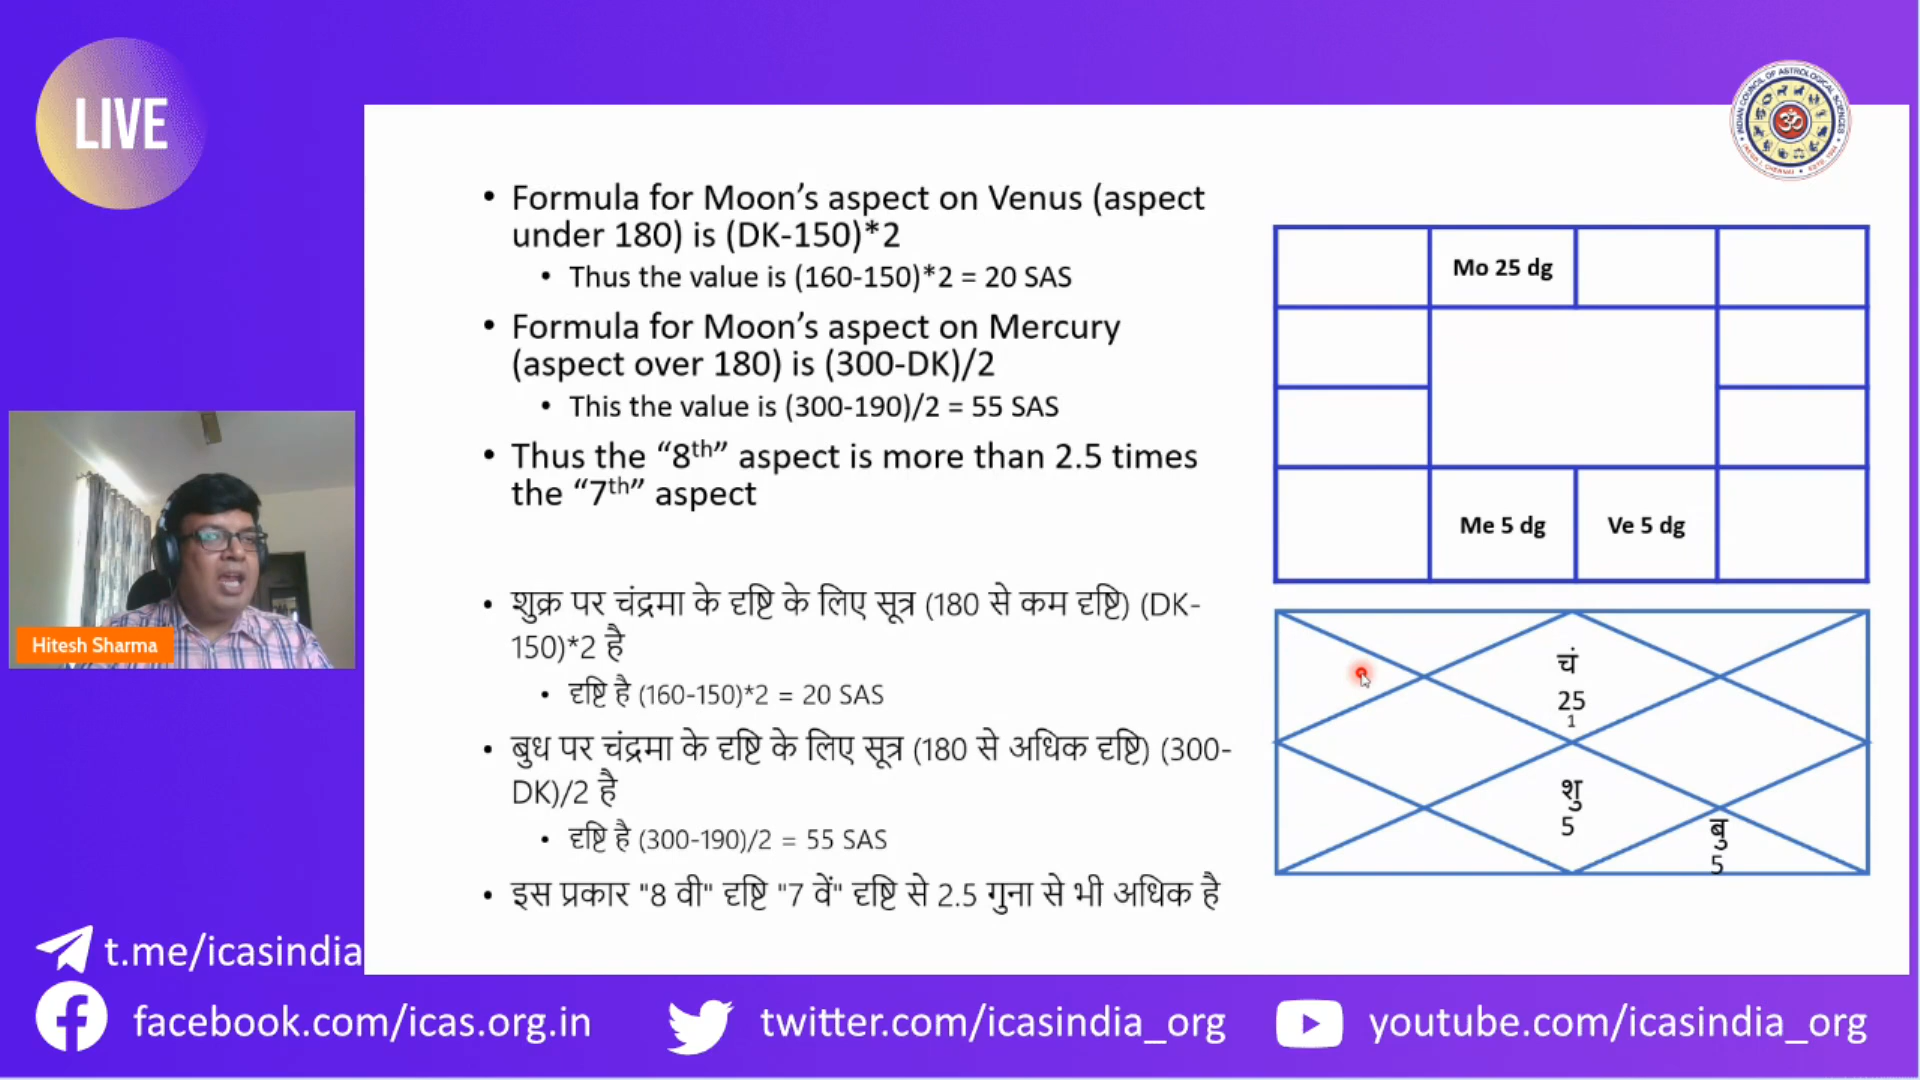 LIVE
INDIAN COUNCIL OF ASTROLOGICAL SCIENCES
• Formula for Moon's aspect on Venus (aspect
under 180) is (DK-150)*2
• Thus the value is (160-150)*2 = 20 SAS
• Formula for Moon's aspect on Mercury
(aspect over 180) is (300-DK)/2
• This the value is (300-190)/2 = 55 SAS
• Thus the “8th” aspect is more than 2.5 times
the “7th” aspect
• शुक्र पर चंद्रमा के दृष्टि के लिए सूत्र (180 से कम दृष्टि) (DK-
150)*2 है
• दृष्टि है (160-150)*2 = 20 SAS
• बुध पर चंद्रमा के दृष्टि के लिए सूत्र (180 से अधिक दृष्टि) (300-
DK)/2 है
• दृष्टि है (300-190)/2 = 55 SAS
• इस प्रकार "8 वी" दृष्टि "7 वें" दृष्टि से 2.5 गुना से भी अधिक है
Mo 25 dg
Me 5 dg
Ve 5 dg
चं
25
1
शु
5
बु
5
Hitesh Sharma
t.me/icasindia
facebook.com/icas.org.in
twitter.com/icasindia_org
youtube.com/icasindia_org